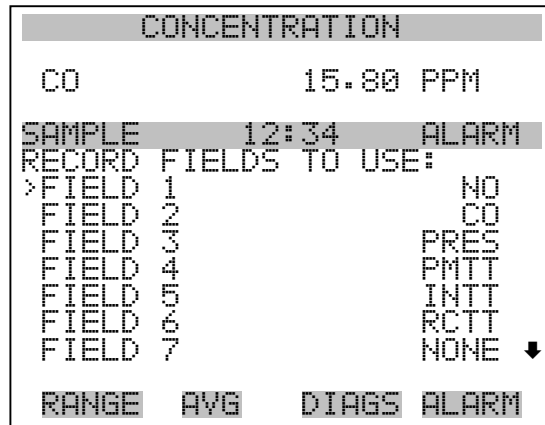 CONCENTRATION
CO 15.80 PPM
SAMPLE 12:34 ALARM
RECORD FIELDS TO USE:
>FIELD 1 NO
FIELD 2 CO
FIELD 3 PRES
FIELD 4 PMTT
FIELD 5 INTT
FIELD 6 RCTT
FIELD 7 NONE
RANGE AVG DIAGS ALARM